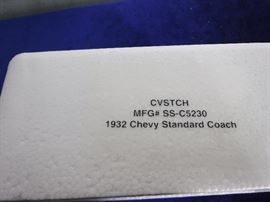 CVSTCH
MFG# SS-C5230
1932 Chevy Standard Coach